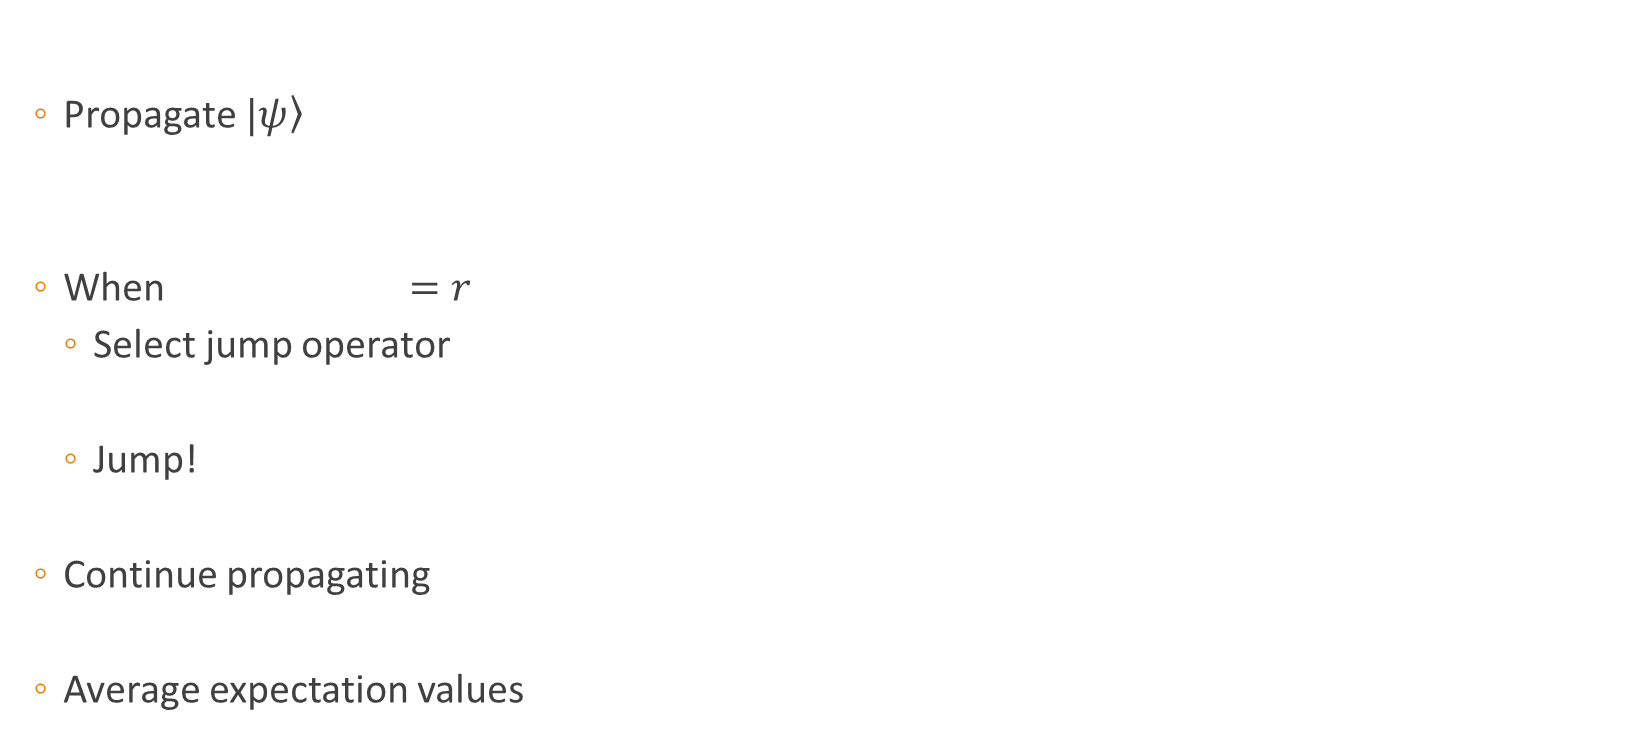 ◦ Propagate |𝜓⟩
◦ When = 𝑟
◦ Select jump operator
◦ Jump!
◦ Continue propagating
◦ Average expectation values